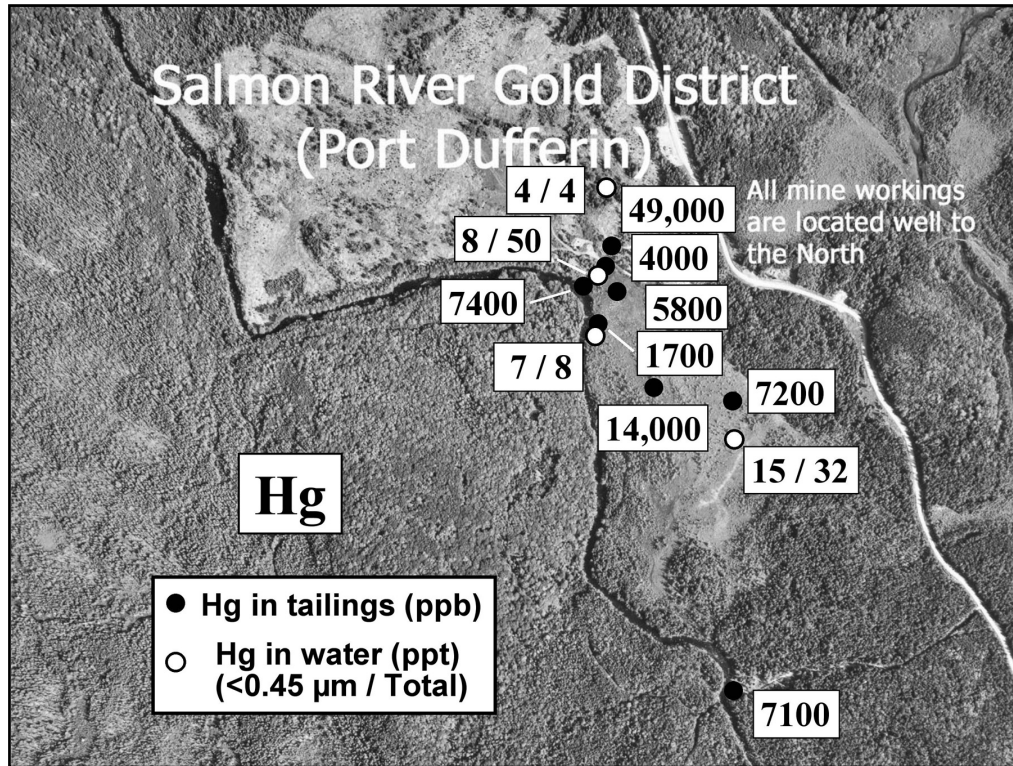 Salmon River Gold District
(Port Dufferin)
4 / 4
All mine workings
are located well to
the North
49,000
8 / 50
4000
7400
5800
1700
7 / 8
7200
14,000
15 / 32
Hg
Hg in tailings (ppb)
Hg in water (ppt)
(<0.45 µm / Total)
7100